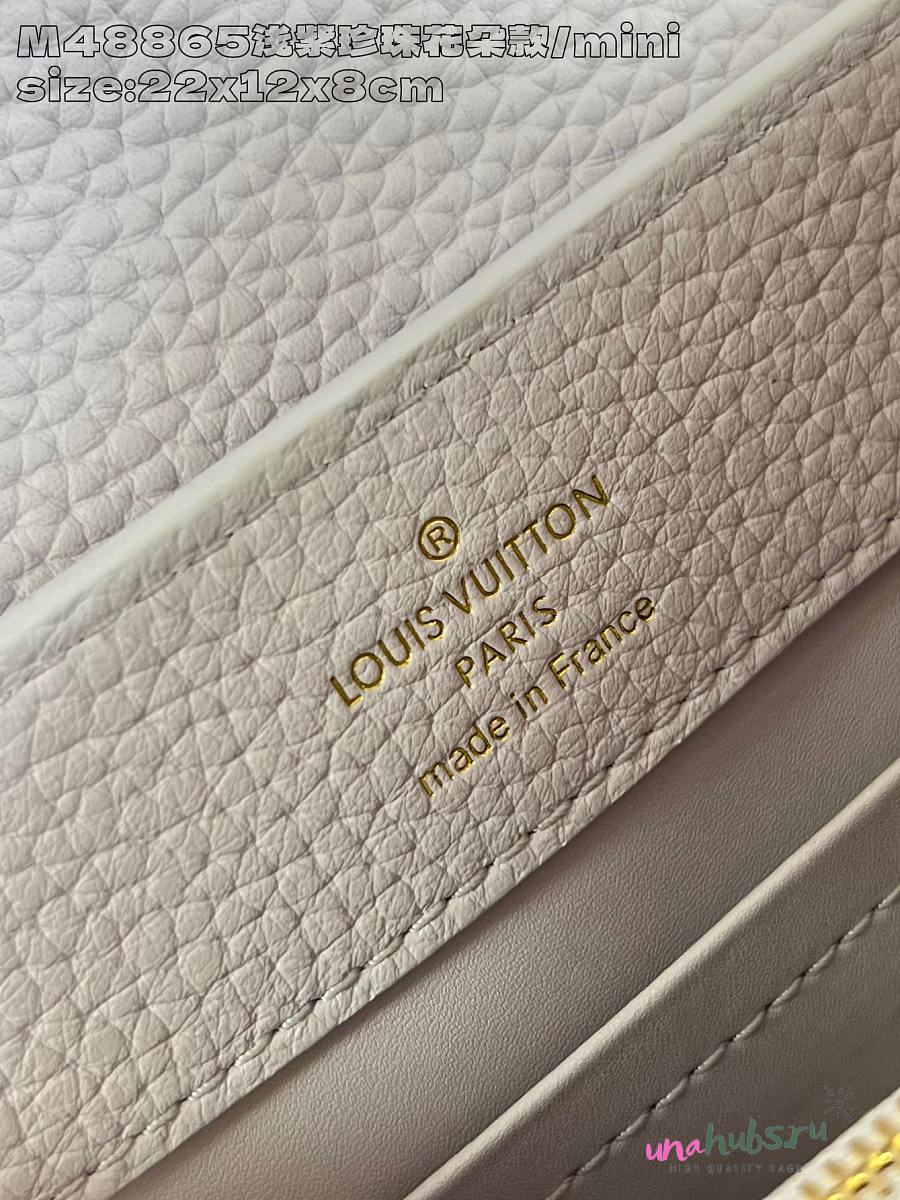 M48865浅紫珍珠花朵款/mini
size:22x12x8cm
®
LOUIS VUITTON
PARIS
made in France
unahubs.ru
HIGH QUALITY BAGS